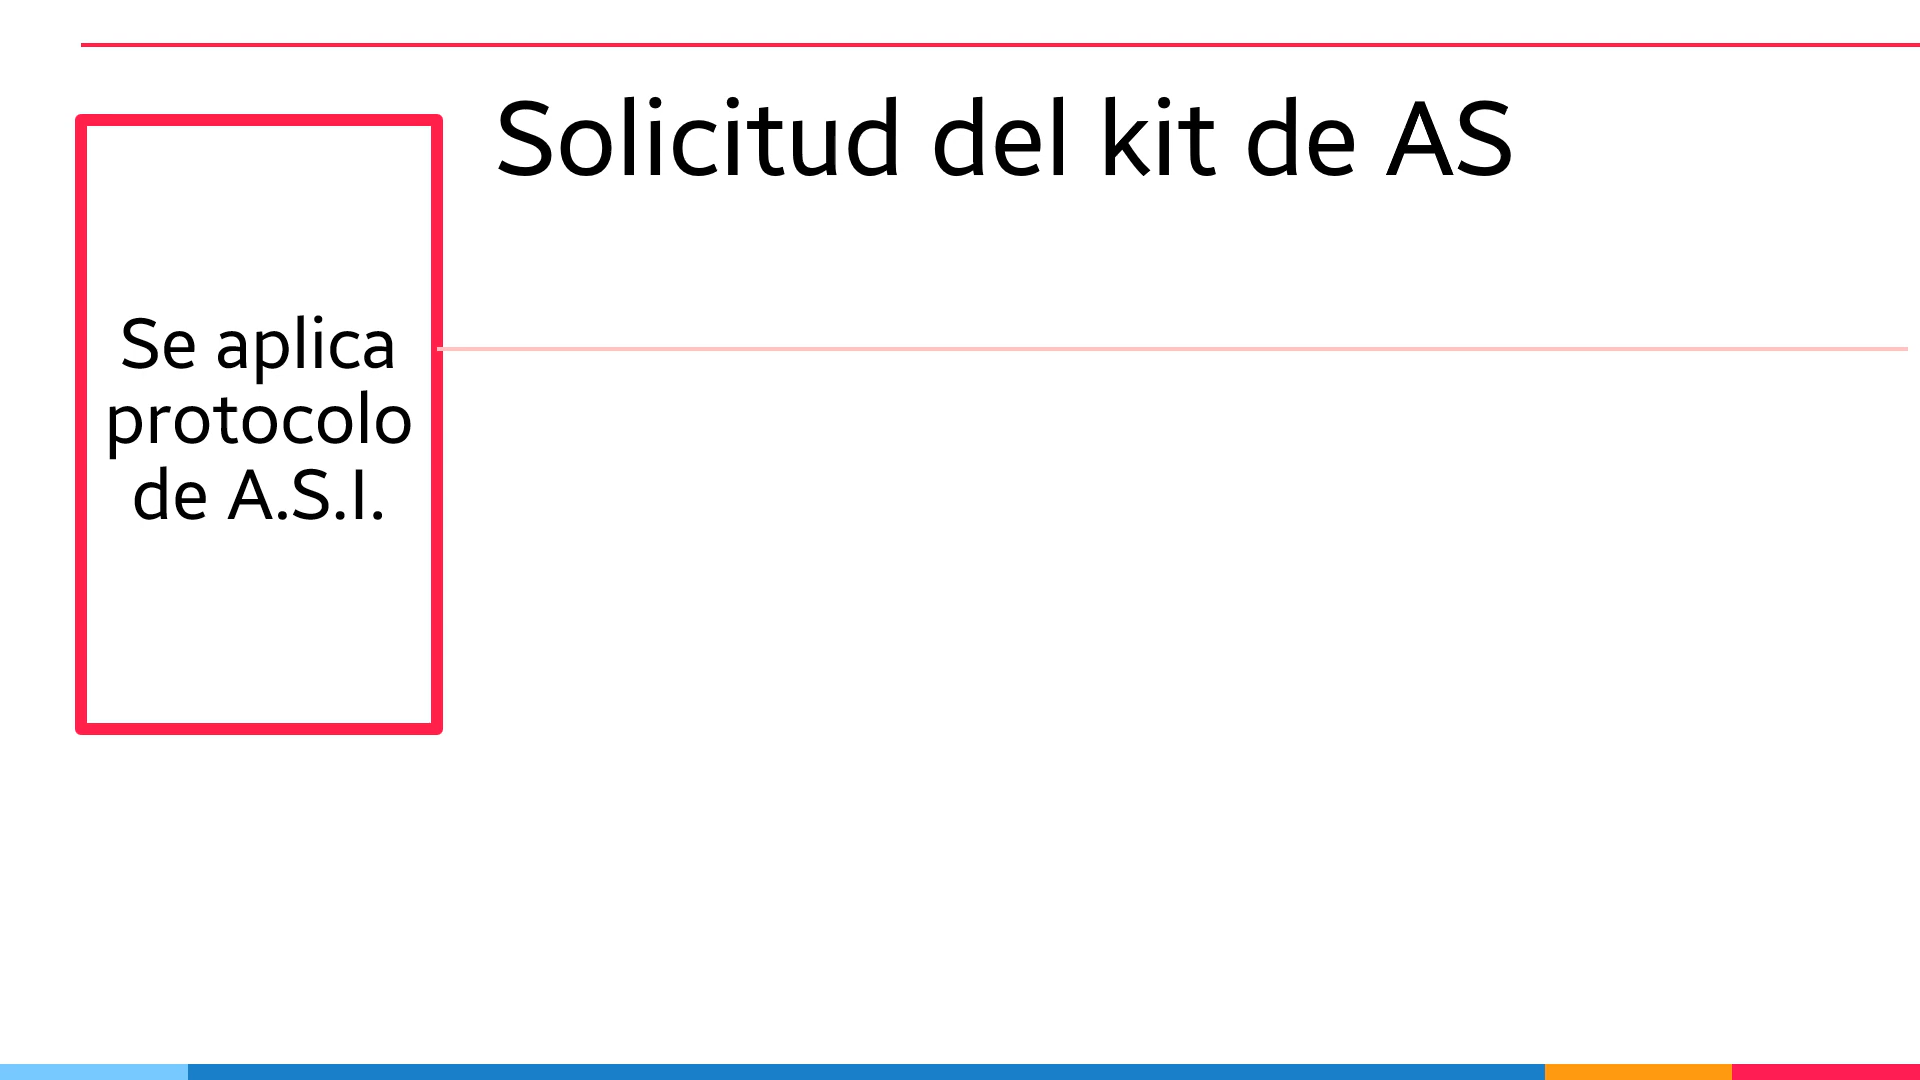 Solicitud del kit de AS
Se aplica
protocolo
de A.S.I.